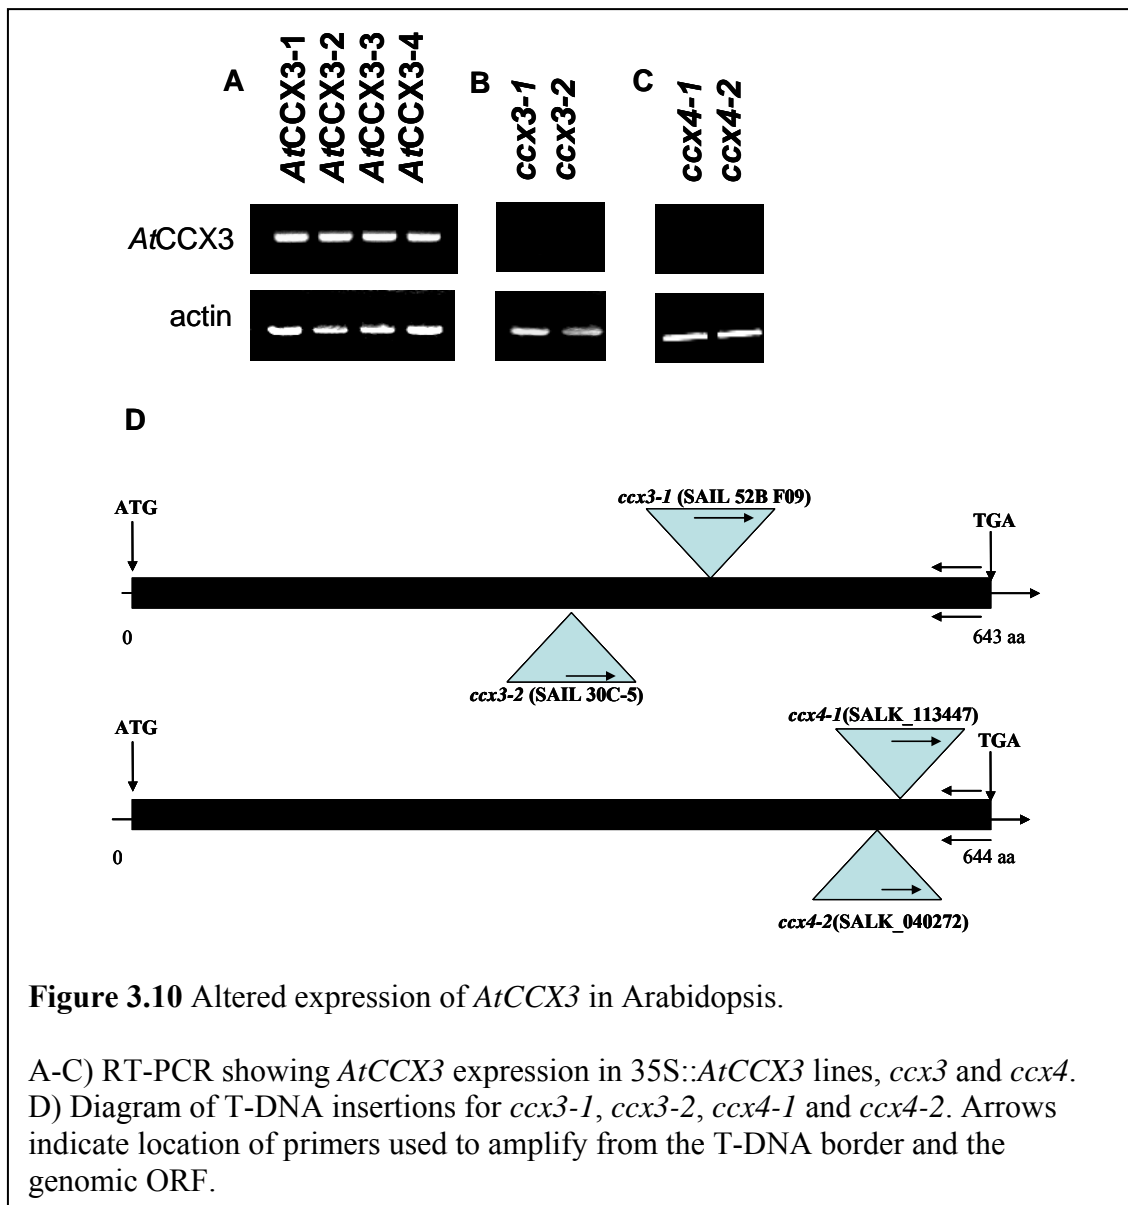 A
AtCCX3-1
AtCCX3-2
AtCCX3-3
AtCCX3-4
B
ccx3-1
ccx3-2
C
ccx4-1
ccx4-2
AtCCX3
actin
D
ccx3-1 (SAIL 52B F09)
ATG
TGA
0
643 aa
ccx3-2 (SAIL 30C-5)
ccx4-1(SALK_113447)
ATG
TGA
0
644 aa
ccx4-2(SALK_040272)
Figure 3.10 Altered expression of AtCCX3 in Arabidopsis.
A-C) RT-PCR showing AtCCX3 expression in 35S::AtCCX3 lines, ccx3 and ccx4.
D) Diagram of T-DNA insertions for ccx3-1, ccx3-2, ccx4-1 and ccx4-2. Arrows
indicate location of primers used to amplify from the T-DNA border and the
genomic ORF.